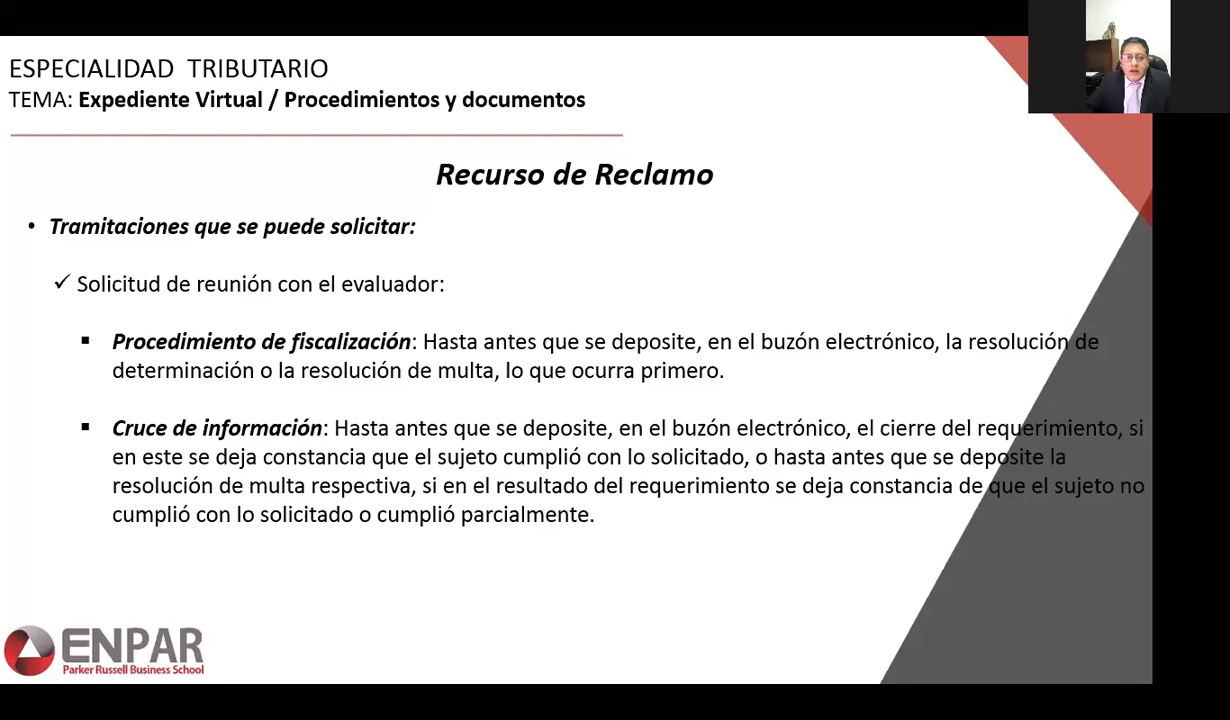 ESPECIALIDAD TRIBUTARIO
TEMA: Expediente Virtual / Procedimientos y documentos
Recurso de Reclamo
• Tramitaciones que se puede solicitar:
✓ Solicitud de reunión con el evaluador:
▪ Procedimiento de fiscalización: Hasta antes que se deposite, en el buzón electrónico, la resolución de
determinación o la resolución de multa, lo que ocurra primero.
▪ Cruce de información: Hasta antes que se deposite, en el buzón electrónico, el cierre del requerimiento, si
en este se deja constancia que el sujeto cumplió con lo solicitado, o hasta antes que se deposite la
resolución de multa respectiva, si en el resultado del requerimiento se deja constancia de que el sujeto no
cumplió con lo solicitado o cumplió parcialmente.
ENPAR
Parker Russell Business School